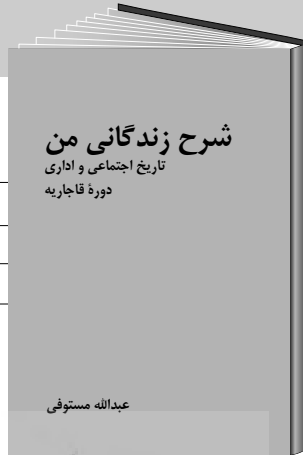 شرح زندگانی من
تاریخ اجتماعی و اداری
دورهٔ قاجاریه
عبدالله مستوفی